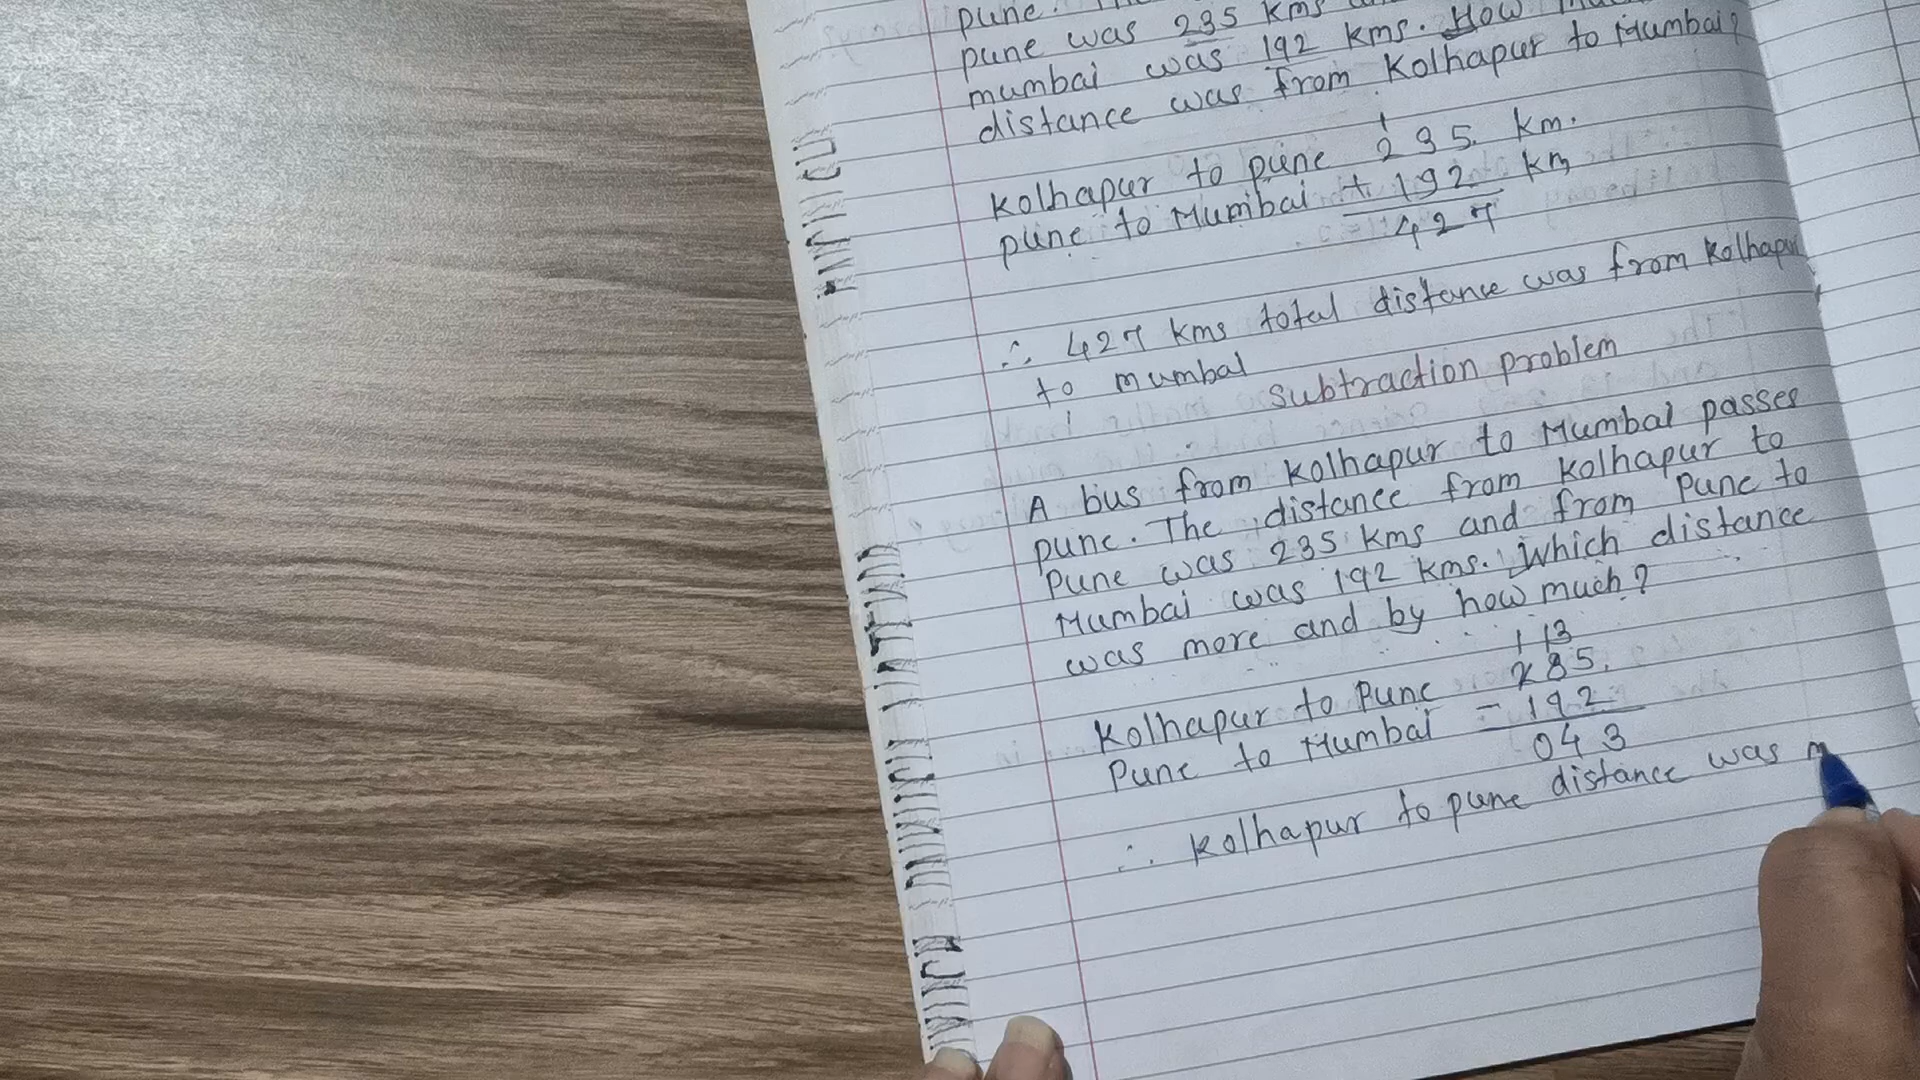 pune.
pune was 235 kms
mumbai was 192 kms. How
distance was from Kolhapur to Mumbai?
1
Kolhapur to pune 235. km.
pune to Mumbai + 192 km
427
∴ 427 kms total distance was from Kolhapur
to mumbal
subtraction problem
A bus from Kolhapur to Mumbai passes
pune. The distance from Kolhapur to
Pune was 235 kms and from Pune to
Mumbai was 192 kms. Which distance
was more and by how much?
1 13
Kolhapur to Pune 235.
Pune to Mumbai - 192
043
∴ Kolhapur to pune distance was m